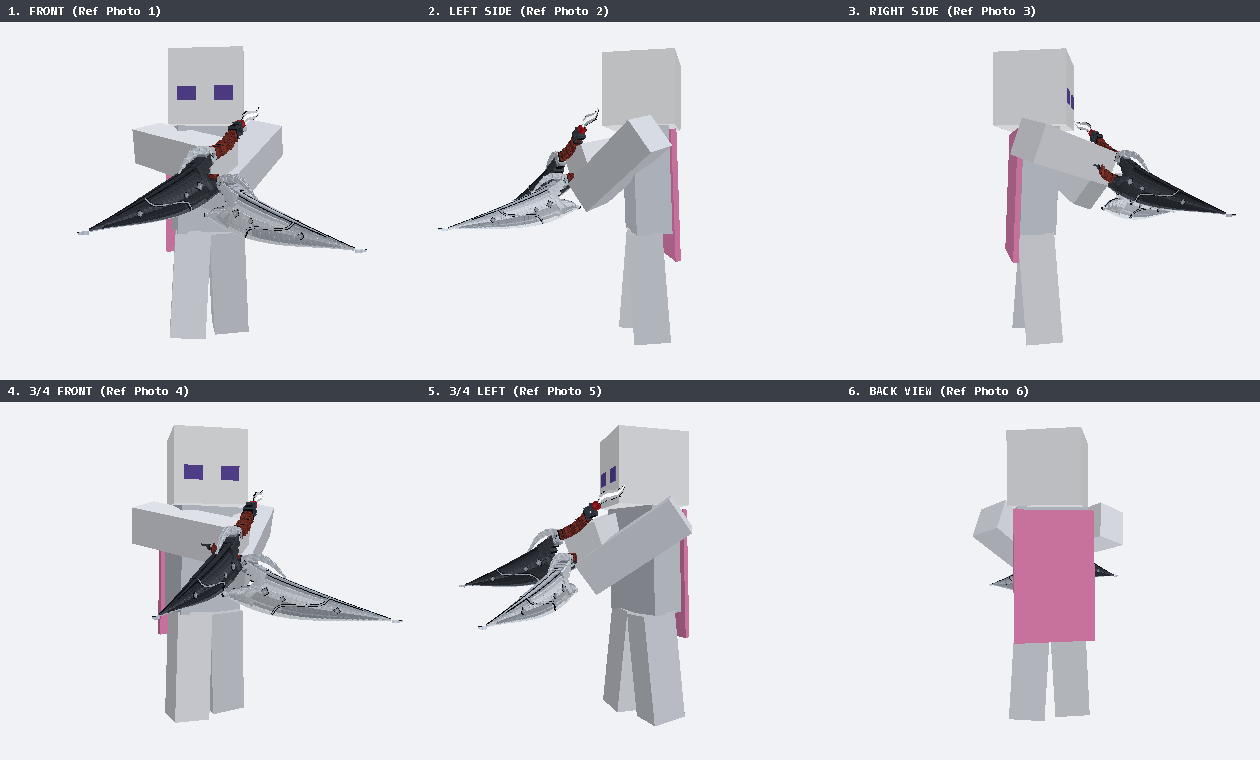 1. FRONT (Ref Photo 1)
2. LEFT SIDE (Ref Photo 2)
3. RIGHT SIDE (Ref Photo 3)
4. 3/4 FRONT (Ref Photo 4)
5. 3/4 LEFT (Ref Photo 5)
6. BACK VIEW (Ref Photo 6)